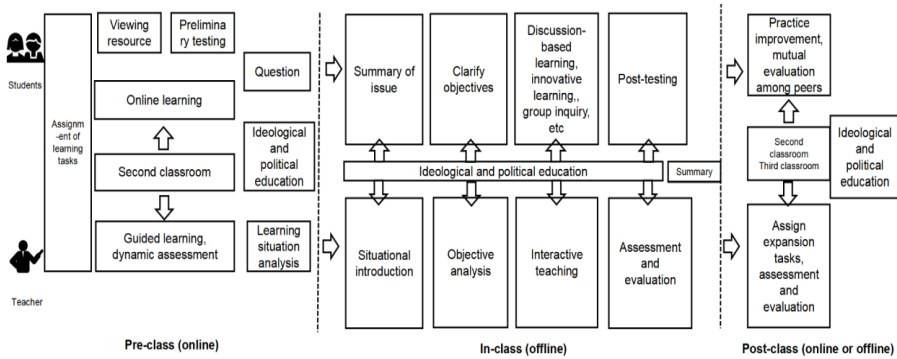 Students
Teacher
Assignm
-ent of
learning
tasks
Viewing
resource
Prelimina
ry testing
Question
Online learning
Second classroom
Guided learning,
dynamic assessment
Ideological
and
political
education
Learning
situation
analysis
Pre-class (online)
Summary of
issue
Clarify
objectives
Discussion-
based learning,
innovative
learning,,
group inquiry,
etc
Post-testing
Ideological and political education
Summary
Situational
introduction
Objective
analysis
Interactive
teaching
Assessment
and
evaluation
In-class (offline)
Practice
improvement,
mutual
evaluation
among peers
Second
classroom
Third classroom
Ideological
and
political
education
Assign
expansion
tasks,
assessment
and
evaluation
Post-class (online or offline)